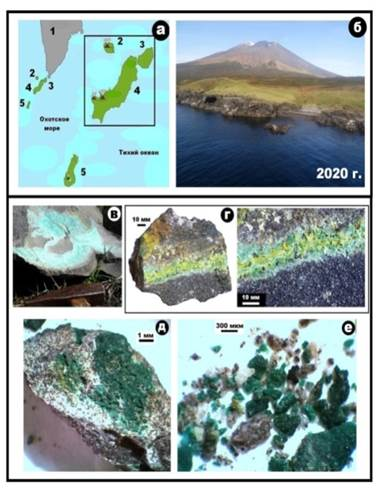 а
1
2
2
3
3
4
4
5
5
Охотское
море
Тихий океан
б
2020 г.
в
г
10 мм
10 мм
д
1 мм
е
300 мкм